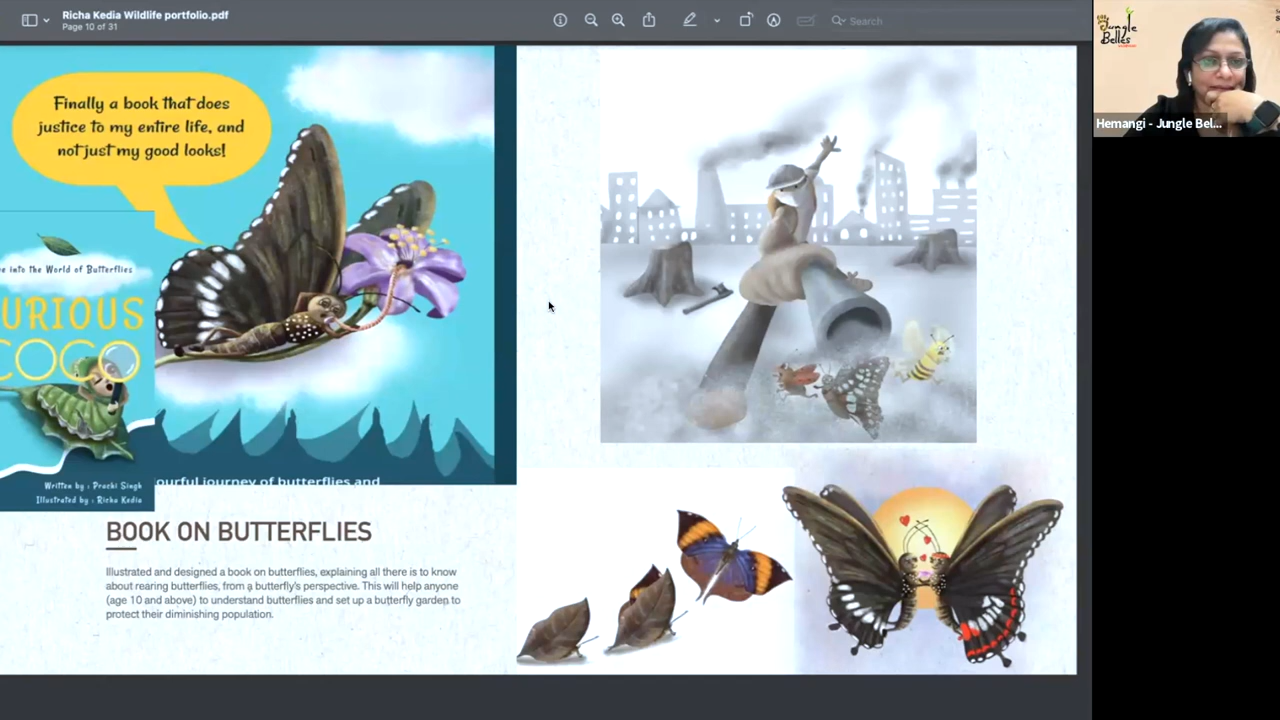 Richa Kedia Wildlife portfolio.pdf
Page 10 of 31
Search
Finally a book that does
justice to my entire life, and
not just my good looks!
e into the World of Butterflies
URIOUS
COCO
Written by : Prachi Singh
Illustrated by : Richa Kedia
ourful journey of butterflies and
BOOK ON BUTTERFLIES
Illustrated and designed a book on butterflies, explaining all there is to know
about rearing butterflies, from a butterfly's perspective. This will help anyone
(age 10 and above) to understand butterflies and set up a butterfly garden to
protect their diminishing population.
Jungle
Belles
Hemangi - Jungle Bel...